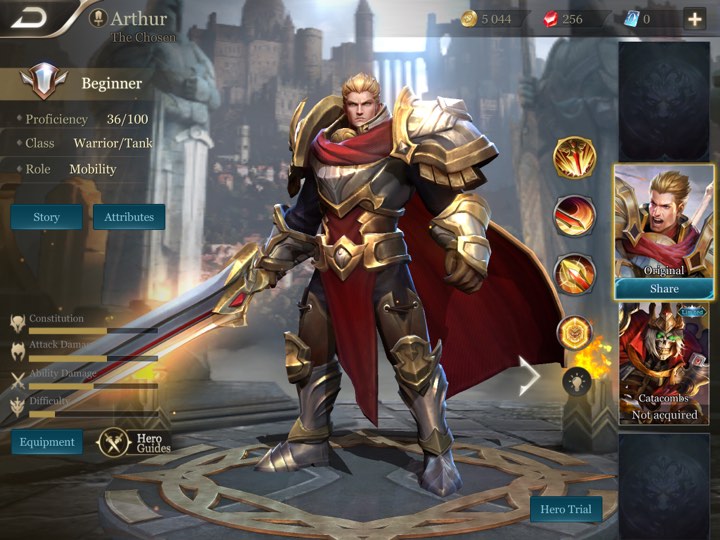 Arthur
The Chosen
5 044
256
0
Beginner
Proficiency 36/100
Class Warrior/Tank
Role Mobility
Story
Attributes
Constitution
Attack Damage
Ability Damage
Difficulty
Equipment
Hero
Guides
Original
Share
Limited
Catacombs
Not acquired
Hero Trial